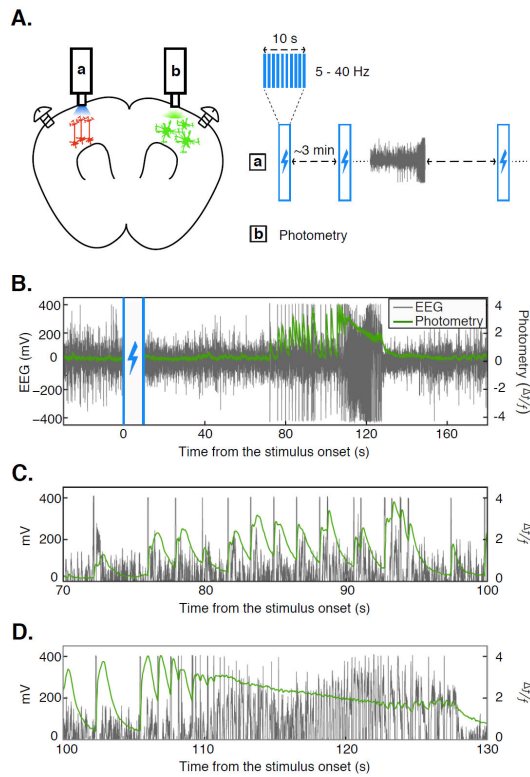 A.
a
b
10 s
5 - 40 Hz
a
~3 min
b Photometry
B.
400
200
0
−200
−400
EEG (mV)
EEG
Photometry
4
2
0
-2
-4
Photometry (Δf/f)
0 40 80 120 160
Time from the stimulus onset (s)
C.
400
200
0
mV
4
2
0
Δf/f
70 80 90 100
Time from the stimulus onset (s)
D.
400
200
0
mV
4
2
0
Δf/f
100 110 120 130
Time from the stimulus onset (s)